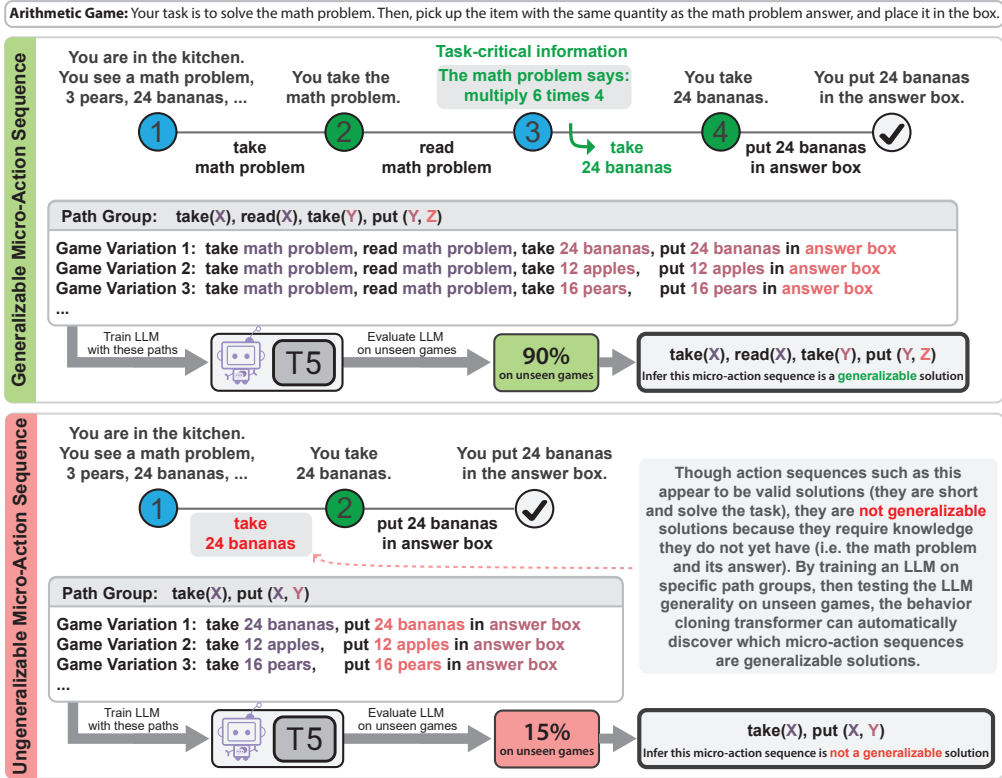 Arithmetic Game: Your task is to solve the math problem. Then, pick up the item with the same quantity as the math problem answer, and place it in the box.
Generalizable Micro-Action Sequence
You are in the kitchen.
You see a math problem,
3 pears, 24 bananas, ...
You take the
math problem.
Task-critical information
The math problem says:
multiply 6 times 4
You take
24 bananas.
You put 24 bananas
in the answer box.
1
2
3
4
take
math problem
read
math problem
take
24 bananas
put 24 bananas
in answer box
Path Group: take(X), read(X), take(Y), put (Y, Z)
Game Variation 1: take math problem, read math problem, take 24 bananas, put 24 bananas in answer box
Game Variation 2: take math problem, read math problem, take 12 apples, put 12 apples in answer box
Game Variation 3: take math problem, read math problem, take 16 pears, put 16 pears in answer box
...
Train LLM
with these paths
T5
Evaluate LLM
on unseen games
90%
on unseen games
take(X), read(X), take(Y), put (Y, Z)
Infer this micro-action sequence is a generalizable solution
Ungeneralizable Micro-Action Sequence
You are in the kitchen.
You see a math problem,
3 pears, 24 bananas, ...
You take
24 bananas.
You put 24 bananas
in the answer box.
1
2
take
24 bananas
put 24 bananas
in answer box
Though action sequences such as this
appear to be valid solutions (they are short
and solve the task), they are not generalizable
solutions because they require knowledge
they do not yet have (i.e. the math problem
and its answer). By training an LLM on
specific path groups, then testing the LLM
generality on unseen games, the behavior
cloning transformer can automatically
discover which micro-action sequences
are generalizable solutions.
Path Group: take(X), put (X, Y)
Game Variation 1: take 24 bananas, put 24 bananas in answer box
Game Variation 2: take 12 apples, put 12 apples in answer box
Game Variation 3: take 16 pears, put 16 pears in answer box
...
Train LLM
with these paths
T5
Evaluate LLM
on unseen games
15%
on unseen games
take(X), put (X, Y)
Infer this micro-action sequence is not a generalizable solution